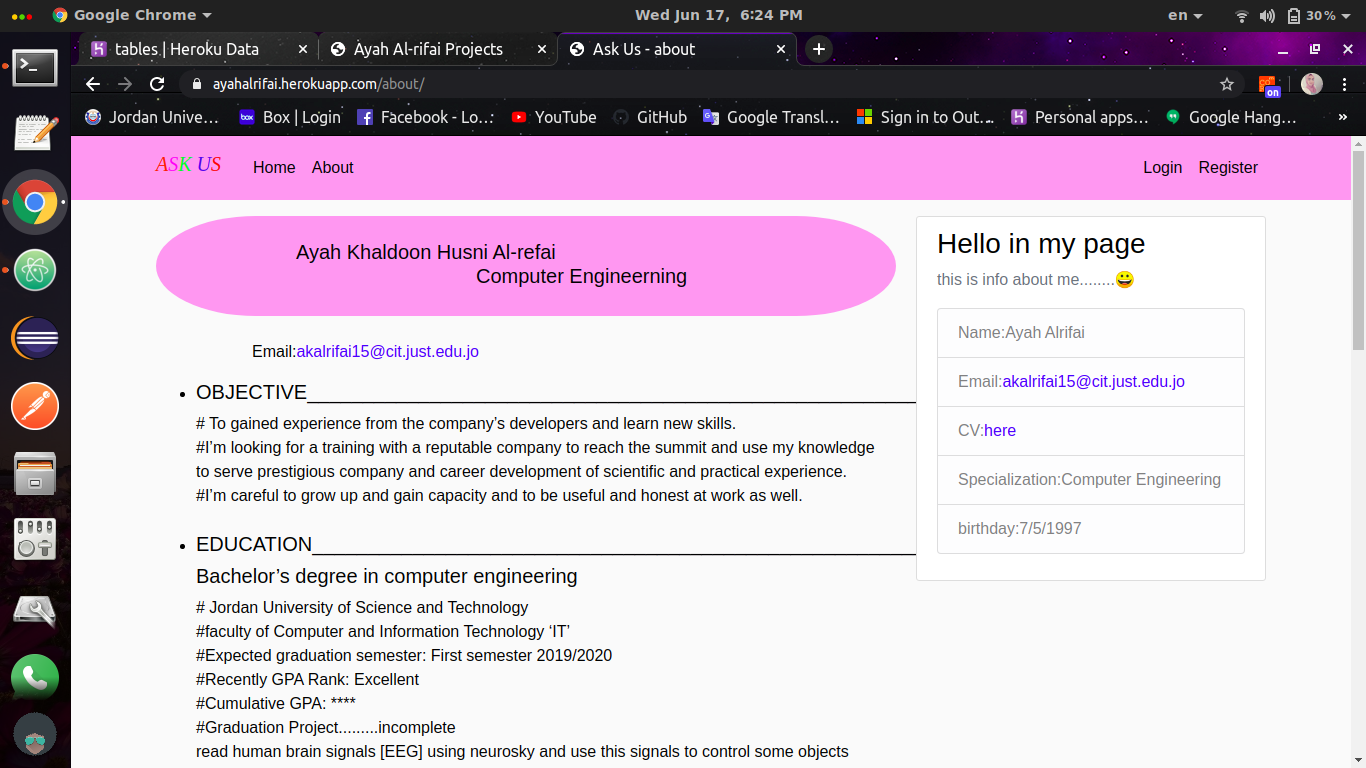 Google Chrome
Wed Jun 17, 6:24 PM
en
30%
tables | Heroku Data
Ayah Al-rifai Projects
Ask Us - about
ayahalrifai.herokuapp.com/about/
on
Jordan Unive…
box
Box | Login
Facebook - Lo…
YouTube
GitHub
Google Transl…
Sign in to Out…
Personal apps…
Google Hang…
»
ASK US
Home
About
Login
Register
Ayah Khaldoon Husni Al-refai
Computer Engineerning
Email:akalrifai15@cit.just.edu.jo
OBJECTIVE
# To gained experience from the company’s developers and learn new skills.
#I’m looking for a training with a reputable company to reach the summit and use my knowledge
to serve prestigious company and career development of scientific and practical experience.
#I’m careful to grow up and gain capacity and to be useful and honest at work as well.
EDUCATION
Bachelor’s degree in computer engineering
# Jordan University of Science and Technology
#faculty of Computer and Information Technology ‘IT’
#Expected graduation semester: First semester 2019/2020
#Recently GPA Rank: Excellent
#Cumulative GPA: ****
#Graduation Project.........incomplete
read human brain signals [EEG] using neurosky and use this signals to control some objects
Hello in my page
this is info about me........😀
Name:Ayah Alrifai
Email:akalrifai15@cit.just.edu.jo
CV:here
Specialization:Computer Engineering
birthday:7/5/1997